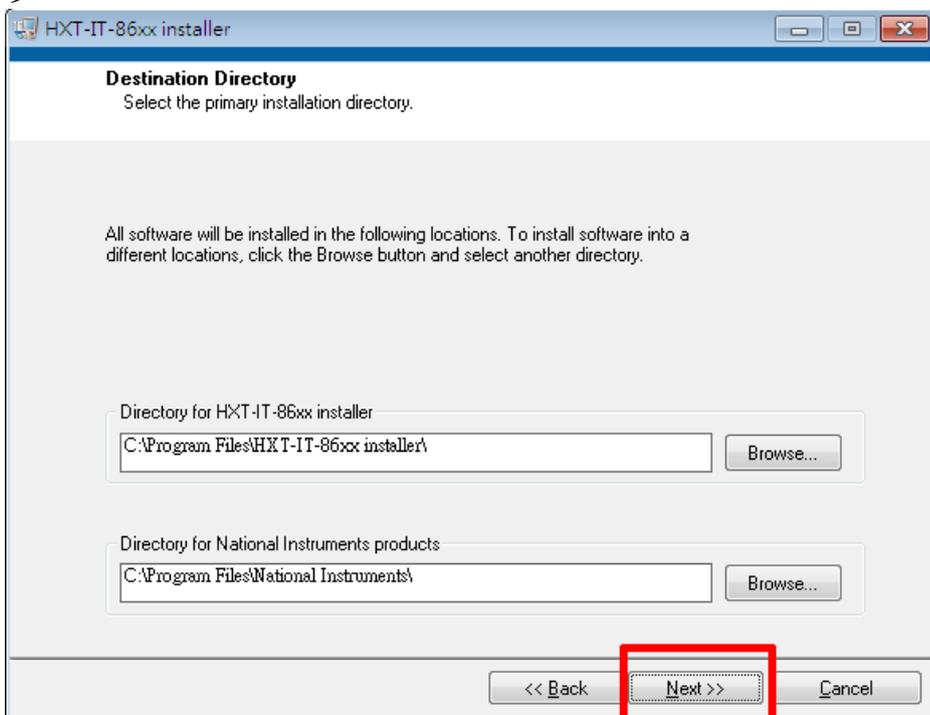 HXT-IT-86xx installer
Destination Directory
Select the primary installation directory.
All software will be installed in the following locations. To install software into a
different locations, click the Browse button and select another directory.
Directory for HXT-IT-86xx installer
C:\Program Files\HXT-IT-86xx installer\
Browse...
Directory for National Instruments products
C:\Program Files\National Instruments\
Browse...
<< Back
Next >>
Cancel